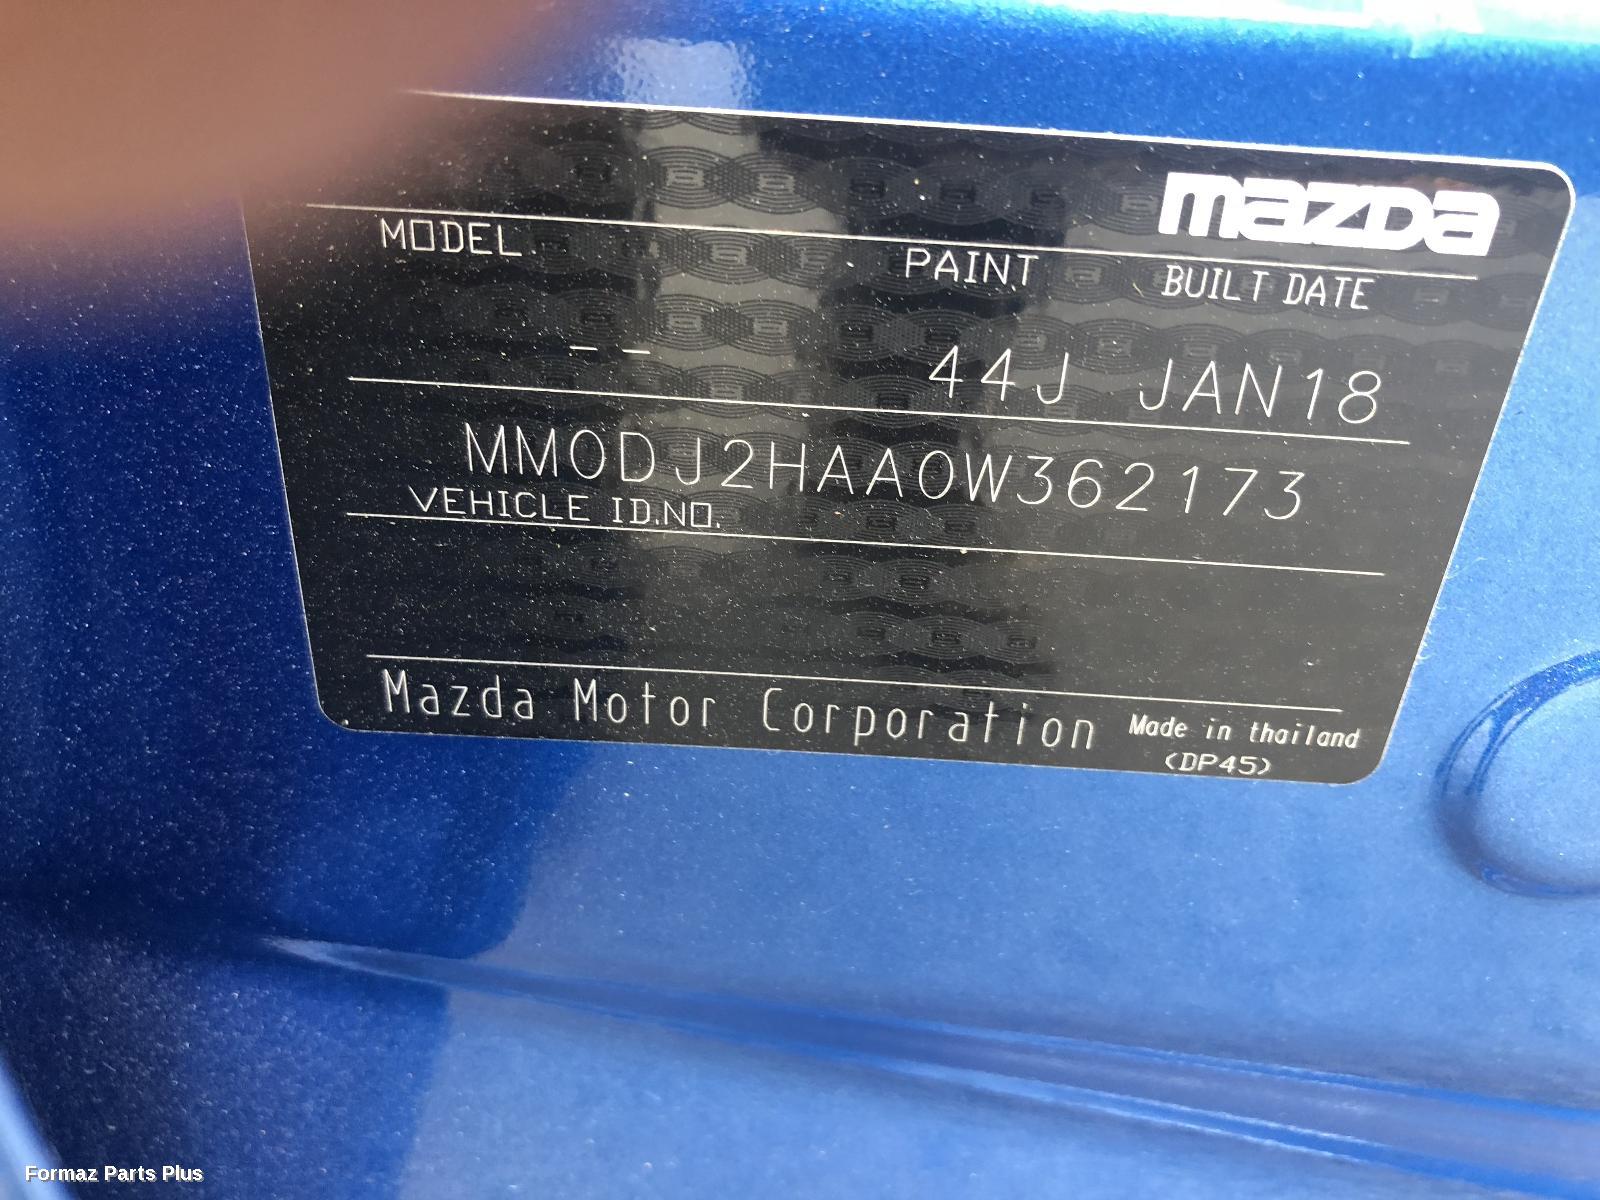 mazda
MODEL PAINT BUILT DATE
-- 44J JAN18
MM0DJ2HAA0W362173
VEHICLE ID.NO.
Mazda Motor Corporation Made in thailand
(DP45)
Formaz Parts Plus